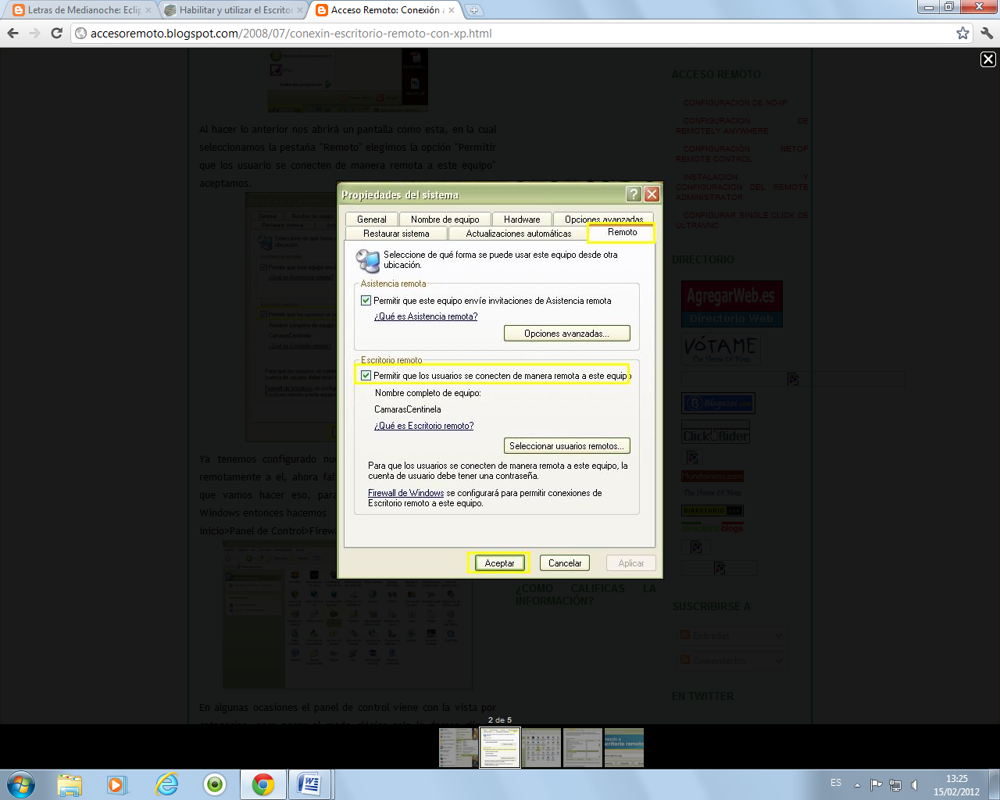 Letras de Medianoche: Eclip
Habilitar y utilizar el Escritor
Acceso Remoto: Conexión a
accesoremoto.blogspot.com/2008/07/conexin-escritorio-remoto-con-xp.html
ACCESO REMOTO
CONFIGURACION DE NO-IP
CONFIGURACION DE
REMOTELY ANYWHERE
CONFIGURACIÓN NETOP
REMOTE CONTROL
INSTALACION Y
CONFIGURACION DEL REMOTE
ADMINISTRATOR
CONFIGURAR SINGLE CLICK DE
ULTRAVNC
Al hacer lo anterior nos abrirá un pantalla como esta, en la cual
seleccionamos la pestaña "Remoto" elegimos la opción "Permitir
que los usuario se conecten de manera remota a este equipo"
aceptamos.
Propiedades del sistema
General
Nombre de equipo
Hardware
Opciones avanzadas
Restaurar sistema
Actualizaciones automáticas
Remoto
Seleccione de qué forma se puede usar este equipo desde otra
ubicación.
Asistencia remota
Permitir que este equipo envíe invitaciones de Asistencia remota
¿Qué es Asistencia remota?
Opciones avanzadas...
Escritorio remoto
Permitir que los usuarios se conecten de manera remota a este equipo
Nombre completo de equipo:
CamarasCentinela
¿Qué es Escritorio remoto?
Seleccionar usuarios remotos...
Para que los usuarios se conecten de manera remota a este equipo, la
cuenta de usuario debe tener una contraseña.
Firewall de Windows se configurará para permitir conexiones de
Escritorio remoto a este equipo.
Aceptar
Cancelar
Aplicar
DIRECTORIO
AgregarWeb.es
Directorio Web
VÓTAME
The House Of Blogs
Blogazos.com
ClickRider
Mundoinicio.com
The House Of Blogs
DIRECTORIO
directorioblogs
Ya tenemos configurado nu
remotamente a el, ahora fal
que vamos hacer eso, para
Windows entonces hacemos
Inicio>Panel de Control>Firew
¿COMO CALIFICAS LA
INFORMACIÓN?
SUSCRIBIRSE A
Entradas
Comentarios
EN TWITTER
En algunas ocasiones el panel de control viene con la vista por
2 de 5
ES
13:25
15/02/2012